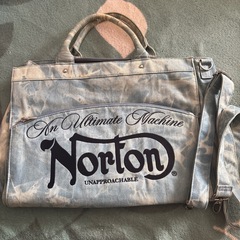 An Ultimate Machine
Norton®
UNAPPROACHABLE